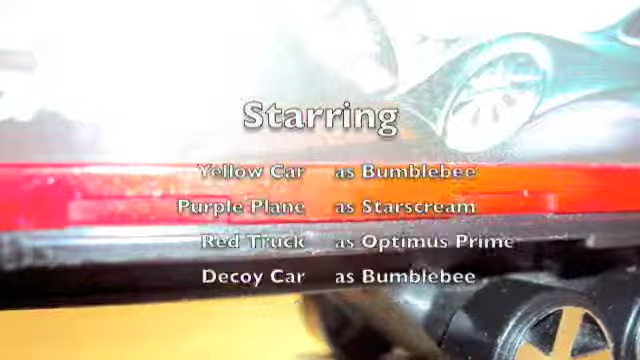 Starring
Yellow Car as Bumblebee
Purple Plane as Starscream
Red Truck as Optimus Prime
Decoy Car as Bumblebee